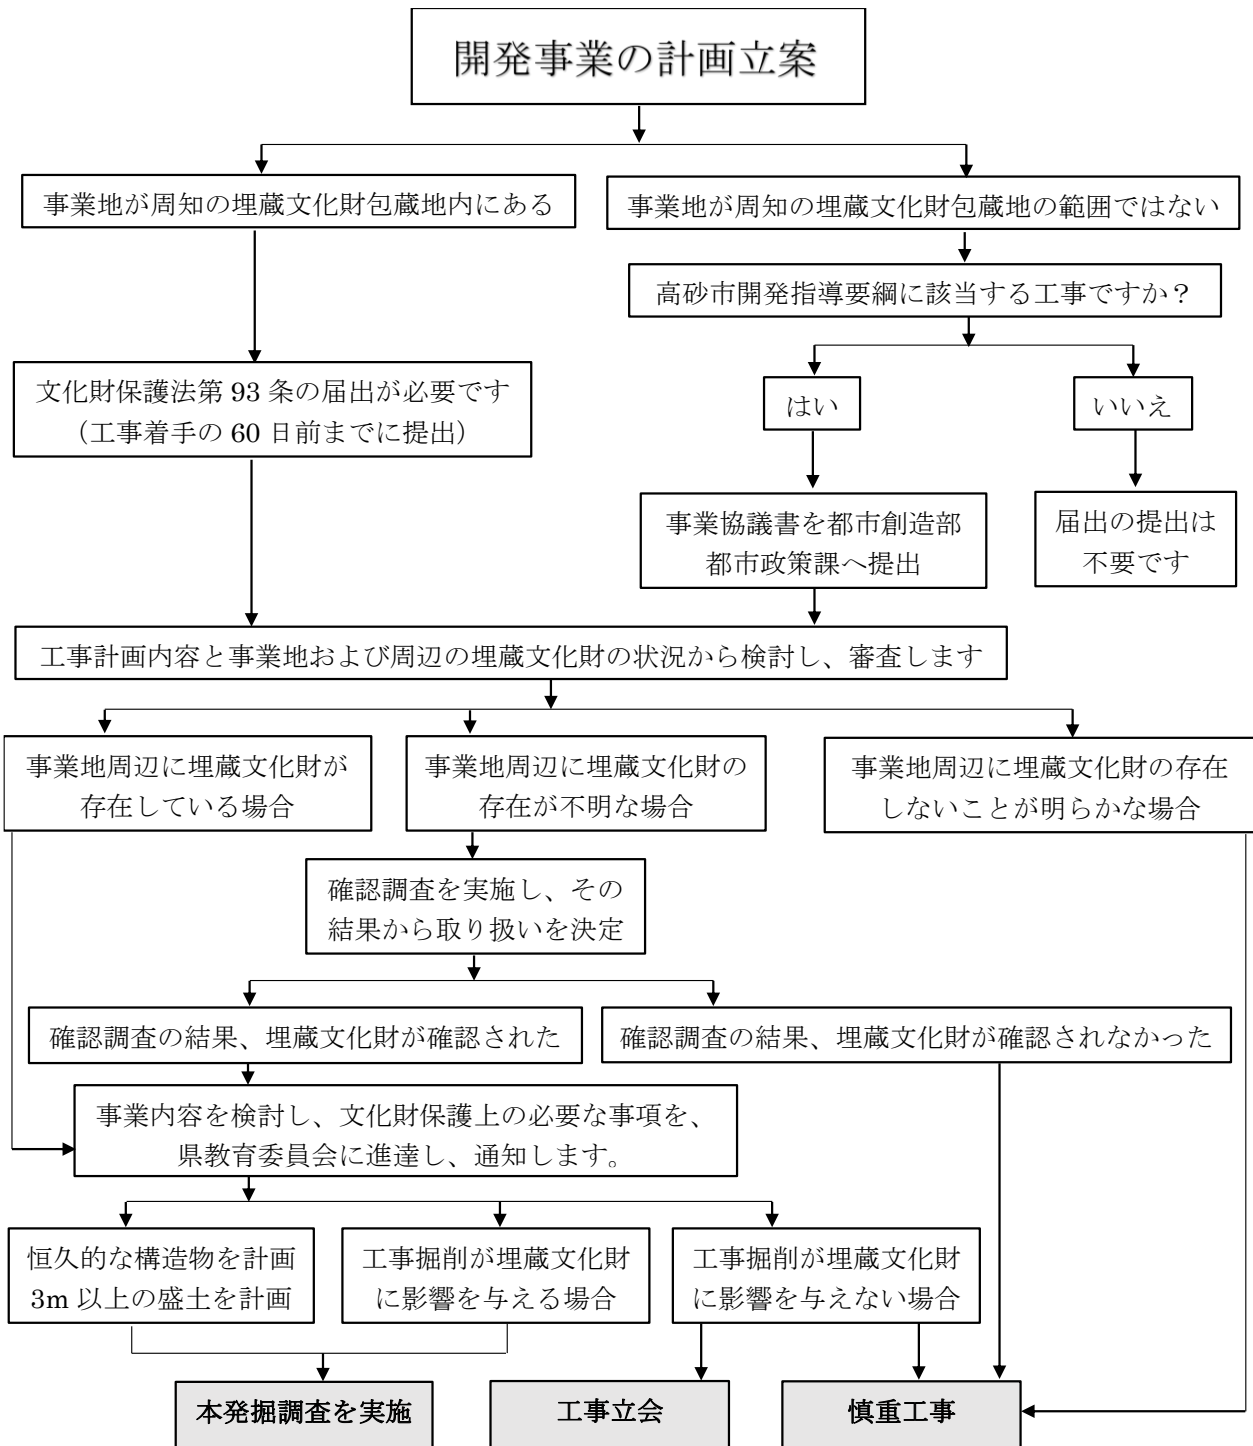 開発事業の計画立案
事業地が周知の埋蔵文化財包蔵地内にある
事業地が周知の埋蔵文化財包蔵地の範囲ではない
高砂市開発指導要綱に該当する工事ですか？
文化財保護法第 93 条の届出が必要です
（工事着手の 60 日前までに提出）
はい
いいえ
事業協議書を都市創造部
都市政策課へ提出
届出の提出は
不要です
工事計画内容と事業地および周辺の埋蔵文化財の状況から検討し、審査します
事業地周辺に埋蔵文化財が
存在している場合
事業地周辺に埋蔵文化財の
存在が不明な場合
事業地周辺に埋蔵文化財の存在
しないことが明らかな場合
確認調査を実施し、その
結果から取り扱いを決定
確認調査の結果、埋蔵文化財が確認された
確認調査の結果、埋蔵文化財が確認されなかった
事業内容を検討し、文化財保護上の必要な事項を、
県教育委員会に進達し、通知します。
恒久的な構造物を計画
3m 以上の盛土を計画
工事掘削が埋蔵文化財
に影響を与える場合
工事掘削が埋蔵文化財
に影響を与えない場合
本発掘調査を実施
工事立会
慎重工事